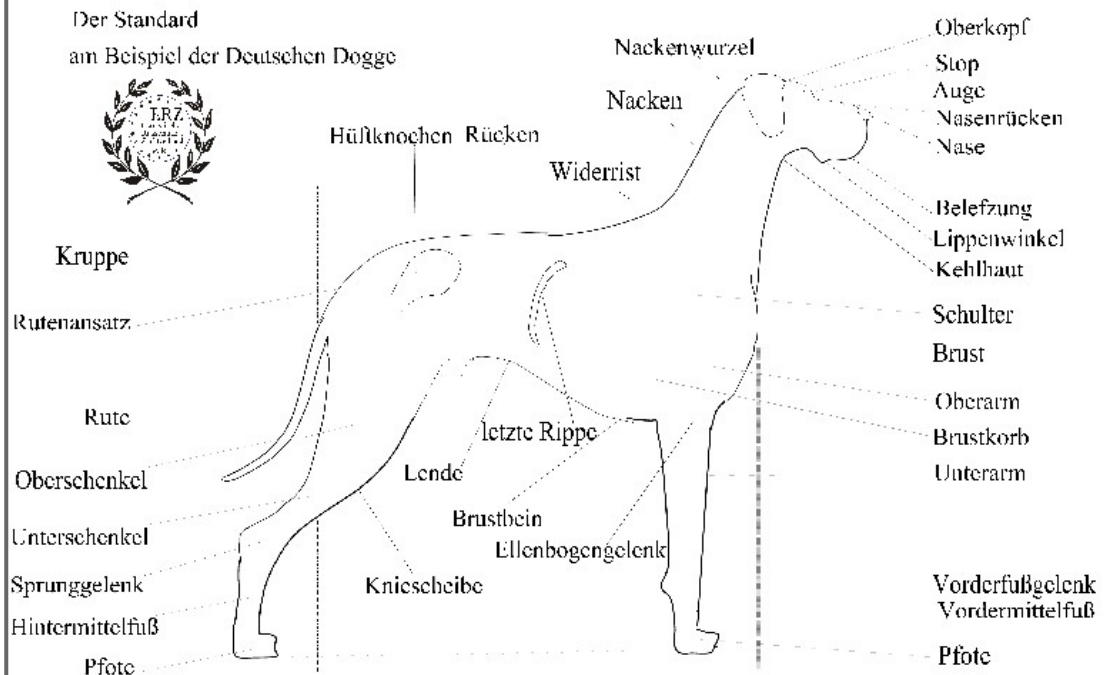 Der Standard
am Beispiel der Deutschen Dogge
ERZ
Nackenwurzel
Nacken
Hüftknochen Rücken
Widerrist
Oberkopf
Stop
Auge
Nasenrücken
Nase
Belefzung
Lippenwinkel
Kehlhaut
Schulter
Brust
Oberarm
Brustkorb
Unterarm
Vorderfußgelenk
Vordermittelfuß
Pfote
Kruppe
Rutenansatz
Rute
Oberschenkel
Unterschenkel
Sprunggelenk
Hintermittelfuß
Pfote
letzte Rippe
Lende
Brustbein
Ellenbogengelenk
Kniescheibe